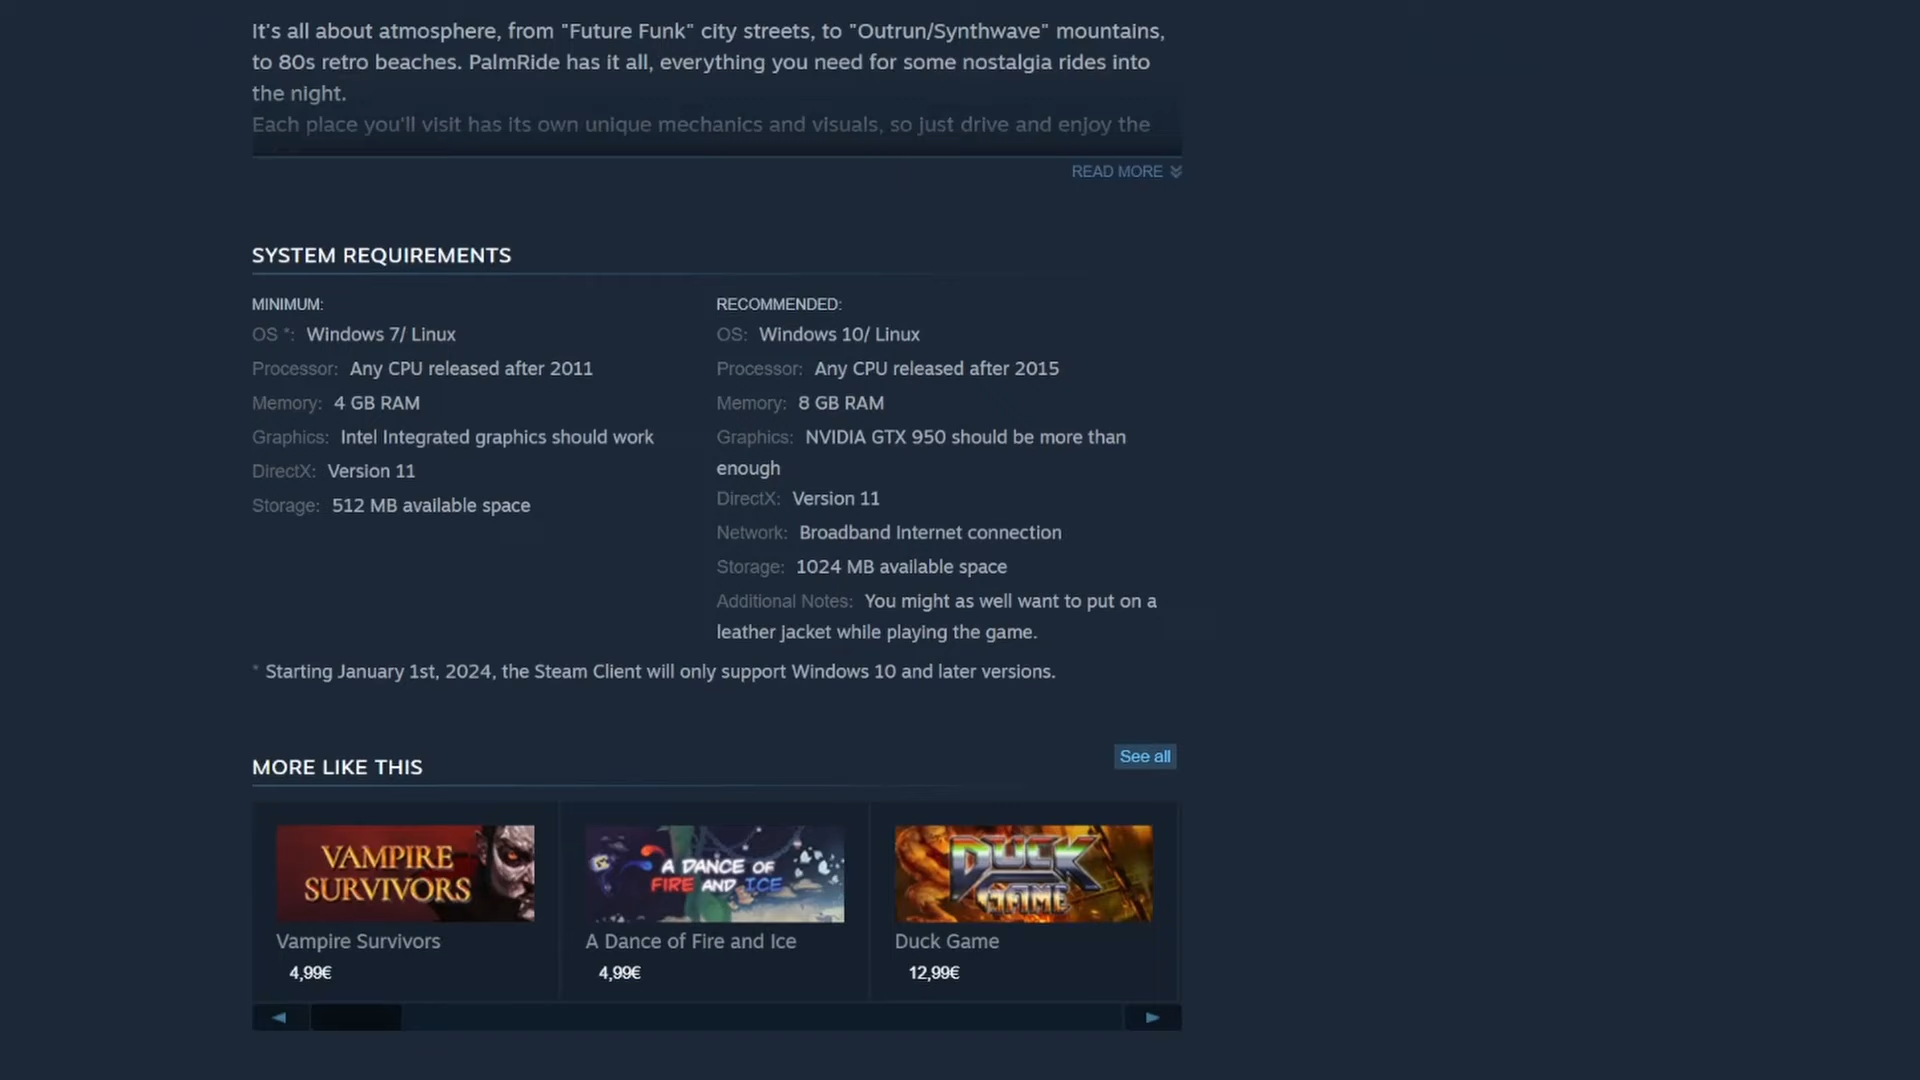 It's all about atmosphere, from "Future Funk" city streets, to "Outrun/Synthwave" mountains,
to 80s retro beaches. PalmRide has it all, everything you need for some nostalgia rides into
the night.
Each place you'll visit has its own unique mechanics and visuals, so just drive and enjoy the
READ MORE
SYSTEM REQUIREMENTS
MINIMUM:
OS *: Windows 7/ Linux
Processor: Any CPU released after 2011
Memory: 4 GB RAM
Graphics: Intel Integrated graphics should work
DirectX: Version 11
Storage: 512 MB available space
RECOMMENDED:
OS: Windows 10/ Linux
Processor: Any CPU released after 2015
Memory: 8 GB RAM
Graphics: NVIDIA GTX 950 should be more than
enough
DirectX: Version 11
Network: Broadband Internet connection
Storage: 1024 MB available space
Additional Notes: You might as well want to put on a
leather jacket while playing the game.
* Starting January 1st, 2024, the Steam Client will only support Windows 10 and later versions.
MORE LIKE THIS
See all
VAMPIRE
SURVIVORS
Vampire Survivors
4,99€
A DANCE OF
FIRE AND ICE
A Dance of Fire and Ice
4,99€
DUCK
GAME
Duck Game
12,99€